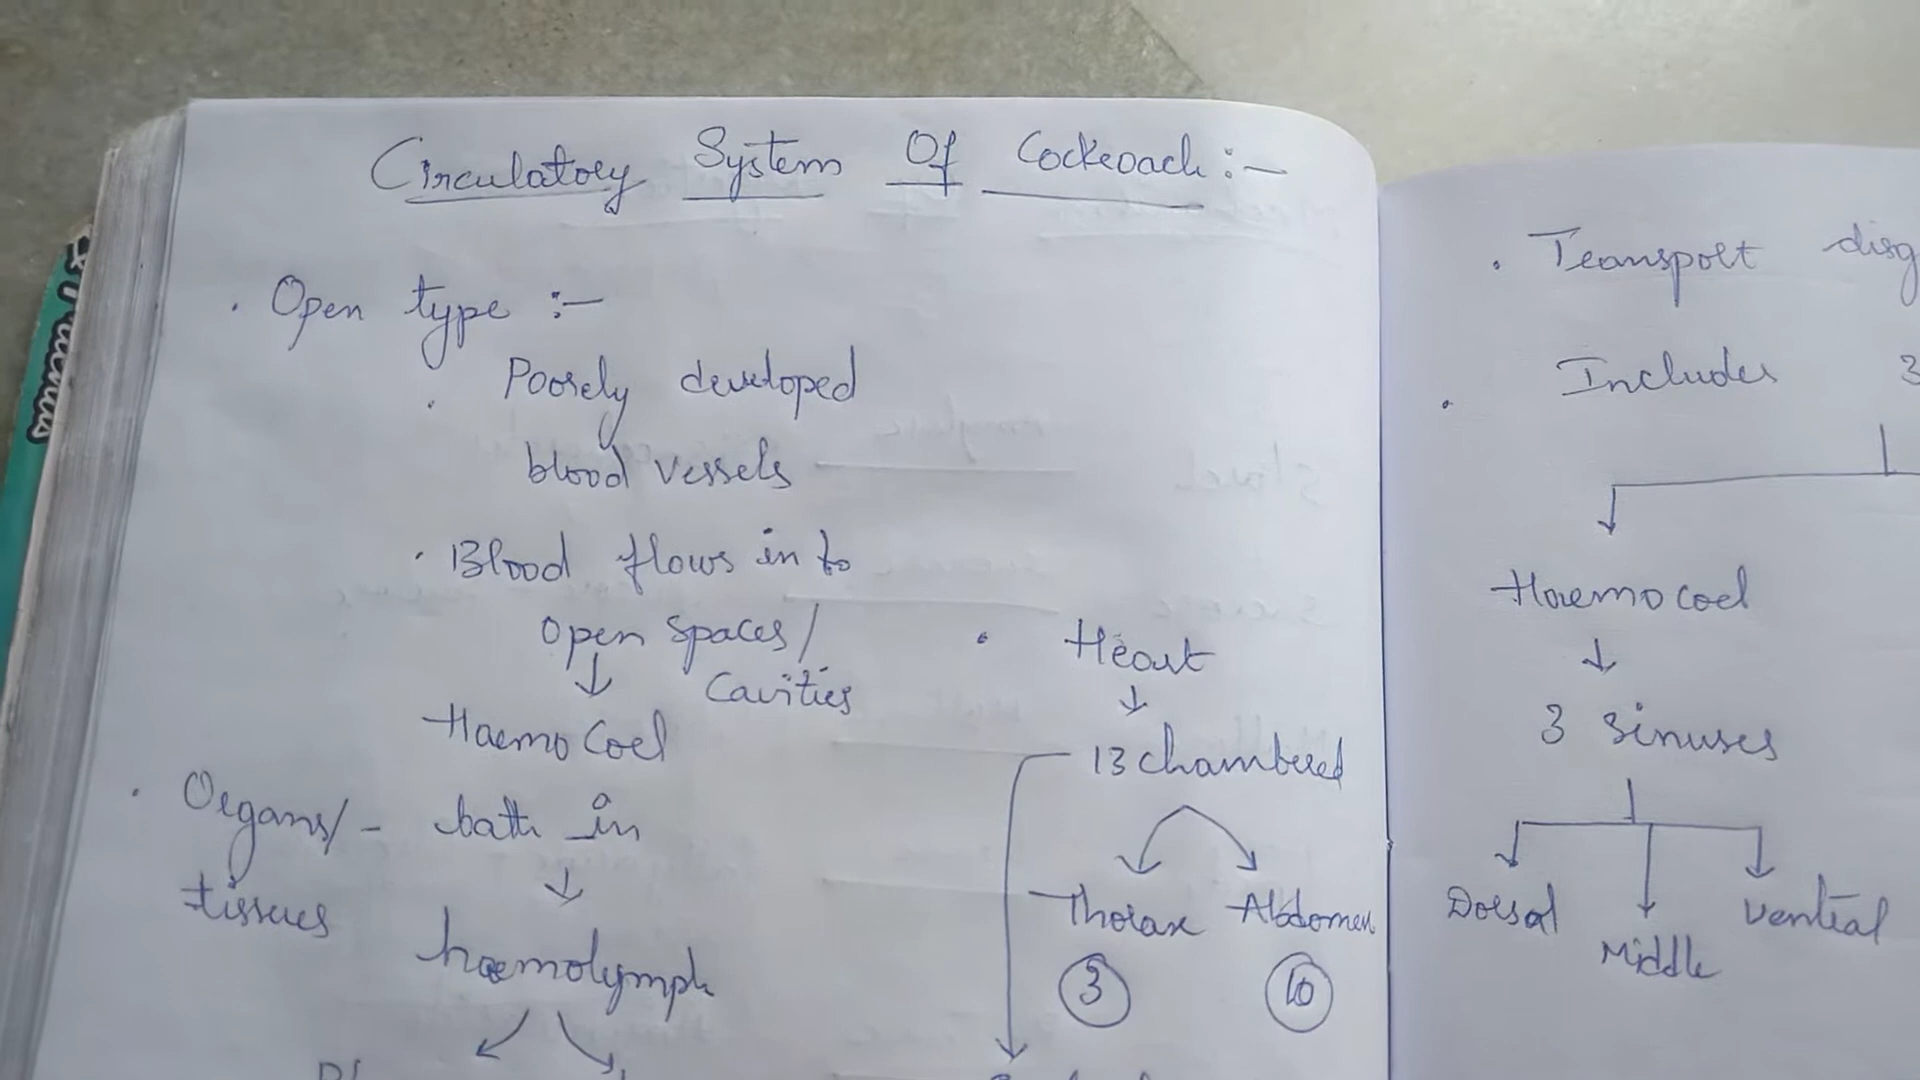 Circulatory System Of Cockroach :-
. Open type :-
Poorely developed
blood vessels
. Blood flows in to
open spaces/
Cavities
↓
Haemo Coel
. Organs/ - bath in
tissues
↓
haemolymph
• Heart
↓
13 chambered
Thorax Abdomen
3 10
. Transport
. Includes 3
Haemo coel
↓
3 Sinuses
Dorsal Middle Ventral